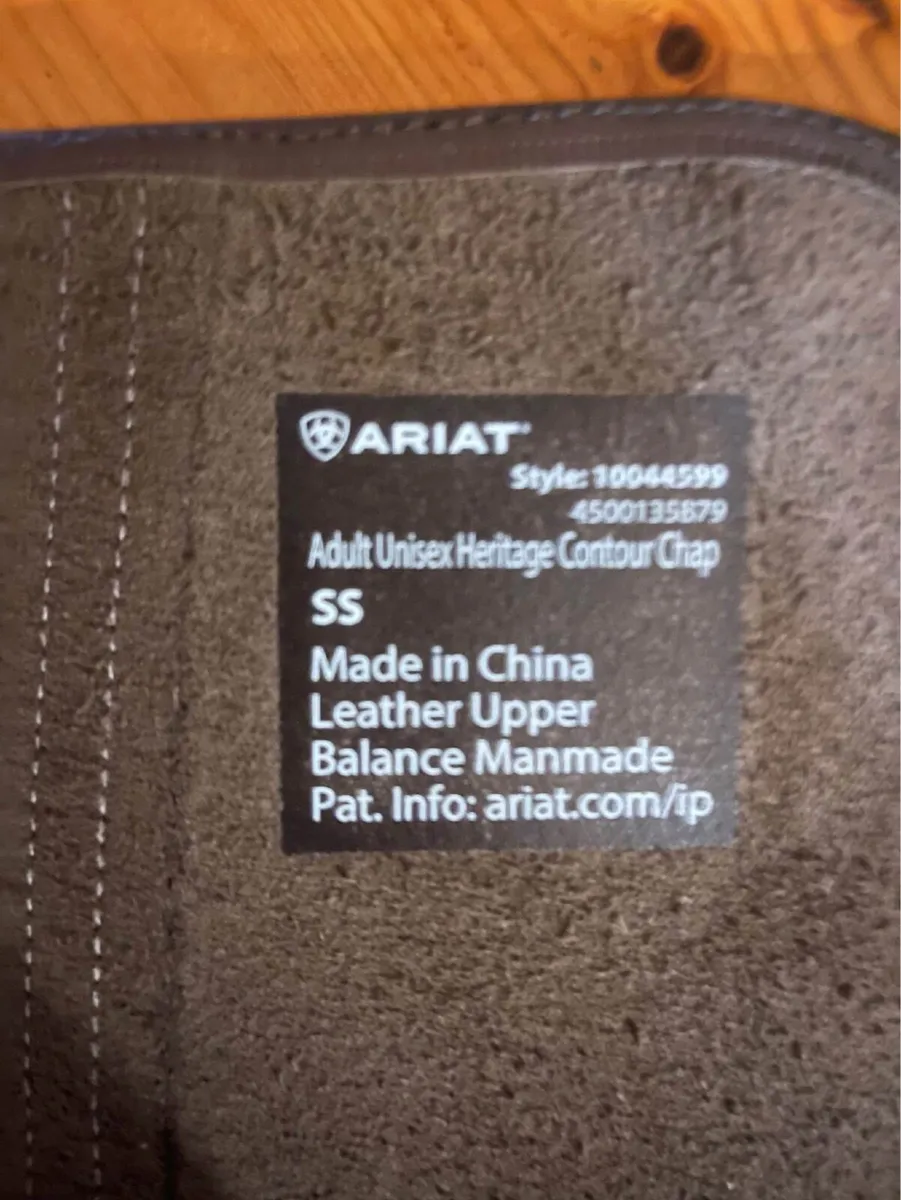 ARIAT
Style: 10044599
4500135879
Adult Unisex Heritage Contour Chap
SS
Made in China
Leather Upper
Balance Manmade
Pat. Info: ariat.com/ip